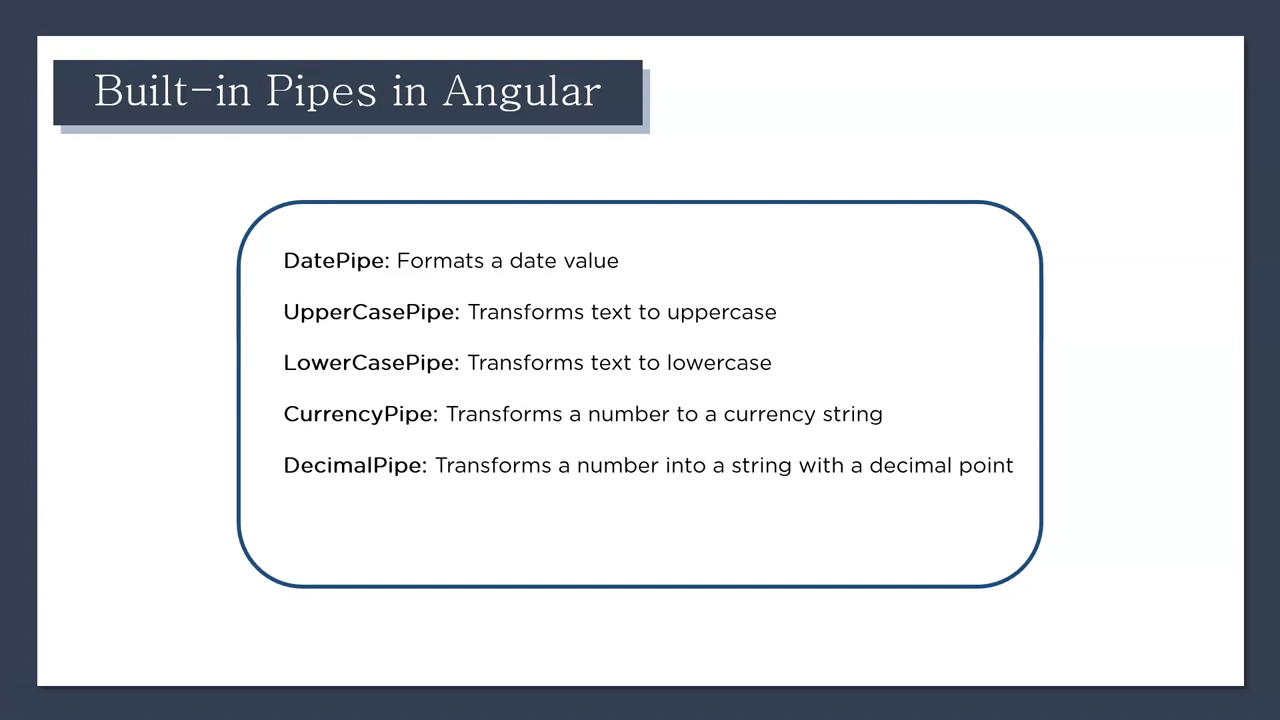 Built-in Pipes in Angular
DatePipe: Formats a date value
UpperCasePipe: Transforms text to uppercase
LowerCasePipe: Transforms text to lowercase
CurrencyPipe: Transforms a number to a currency string
DecimalPipe: Transforms a number into a string with a decimal point